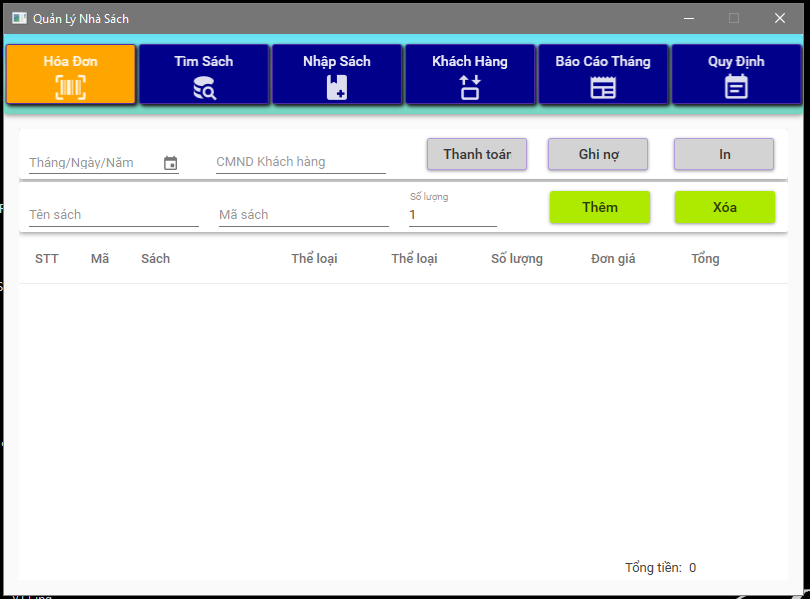 Quản Lý Nhà Sách
Hóa Đơn Tìm Sách Nhập Sách Khách Hàng Báo Cáo Tháng Quy Định
Tháng/Ngày/Năm CMND Khách hàng Thanh toár Ghi nợ In
Số lượng
Tên sách Mã sách 1 Thêm Xóa
STT Mã Sách Thể loại Thể loại Số lượng Đơn giá Tổng
Tổng tiền: 0